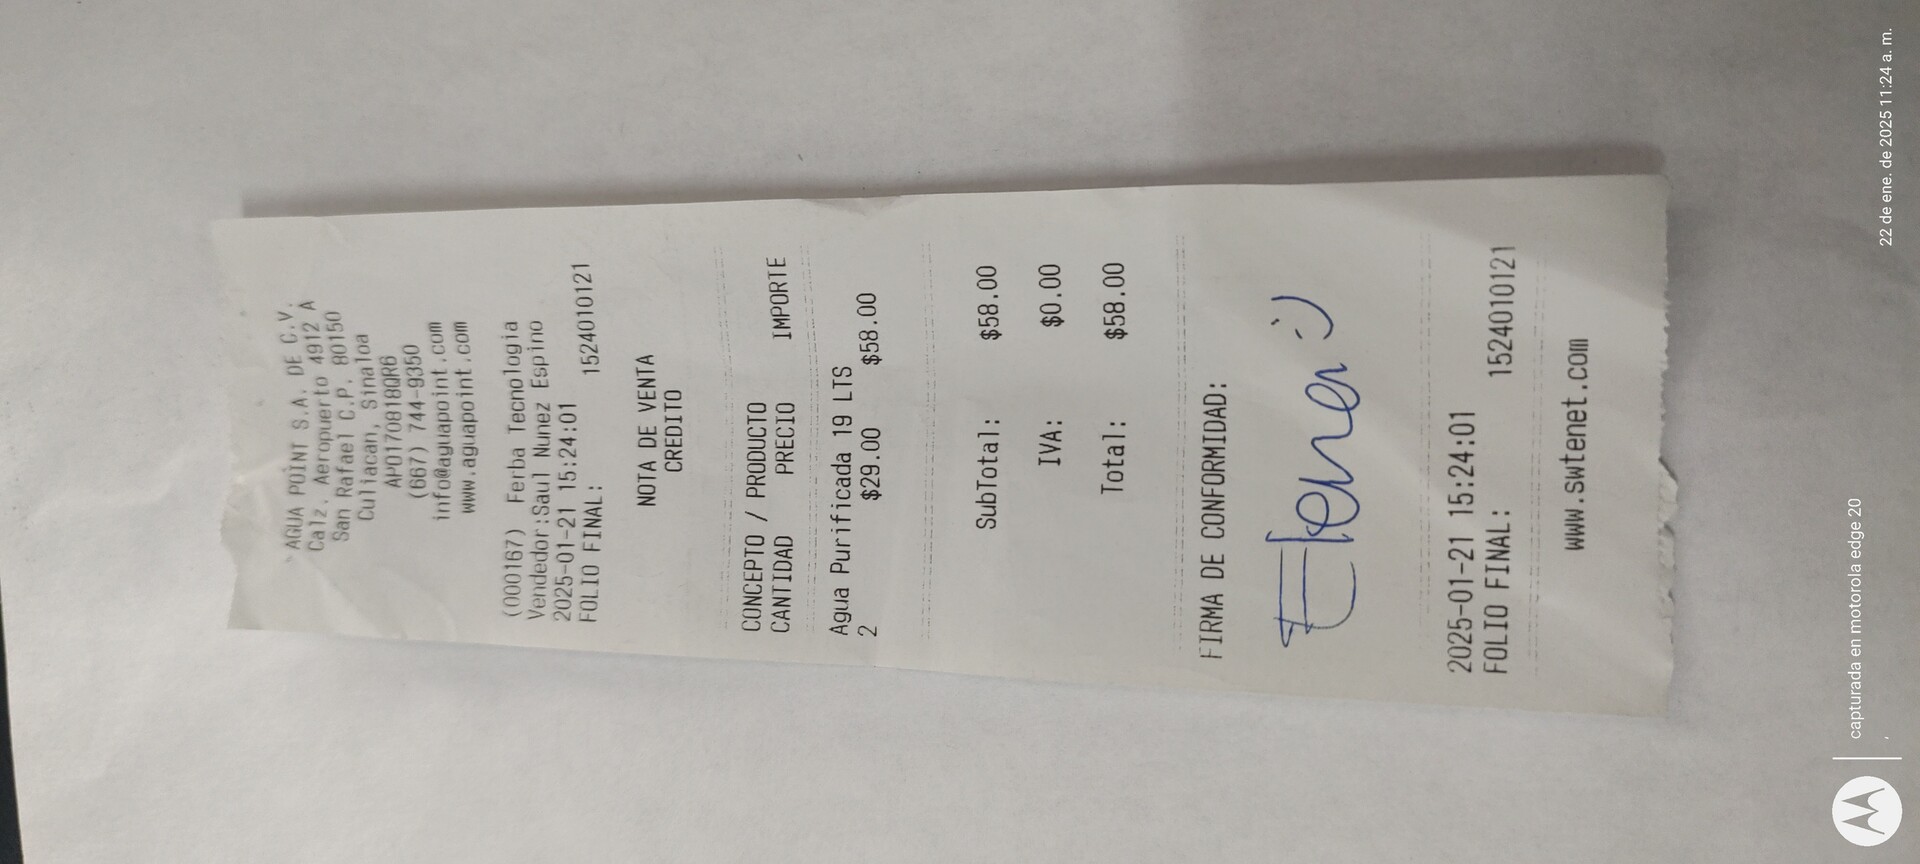 AGUA POINT S.A. DE C.V.
Calz. Aeropuerto 4912 A
San Rafael C.P. 80150
Culiacan, Sinaloa
APO170818QR6
(667) 744-9350
info@aguapoint.com
www.aguapoint.com
(000167) Ferba Tecnologia
Vendedor:Saul Nunez Espino
2025-01-21 15:24:01
FOLIO FINAL: 1524010121
NOTA DE VENTA
CREDITO
CONCEPTO / PRODUCTO
CANTIDAD PRECIO IMPORTE
Agua Purificada 19 LTS
2 $29.00 $58.00
SubTotal: $58.00
IVA: $0.00
Total: $58.00
FIRMA DE CONFORMIDAD:
Elena :)
2025-01-21 15:24:01
FOLIO FINAL: 1524010121
www.swtenet.com
capturada en motorola edge 20
22 de ene. de 2025 11:24 a. m.